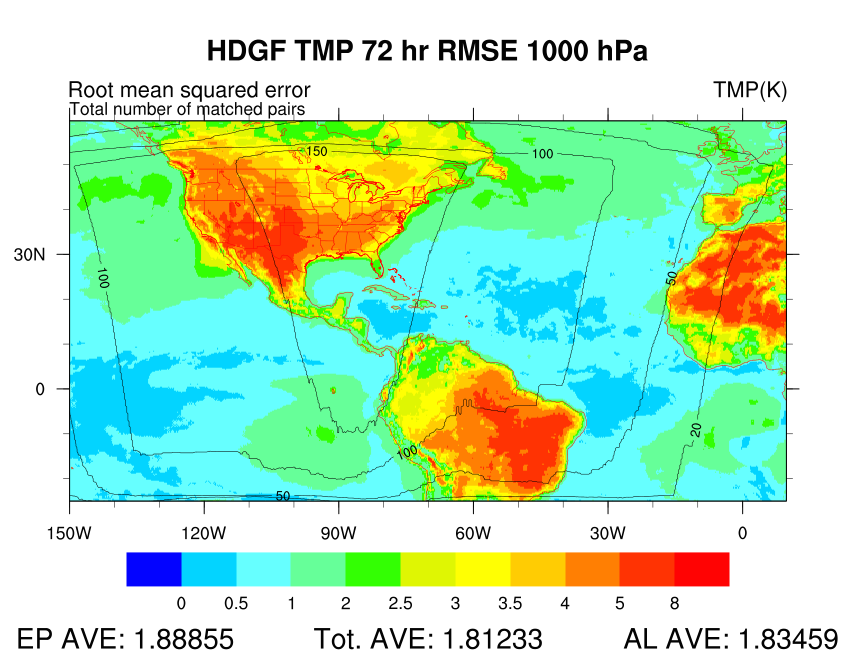 HDGF TMP 72 hr RMSE 1000 hPa
Root mean squared error TMP(K)
Total number of matched pairs
150
100
30N
100
50
0
20
100
50
150W 120W 90W 60W 30W 0
0 0.5 1 2 2.5 3 3.5 4 5 8
EP AVE: 1.88855 Tot. AVE: 1.81233 AL AVE: 1.83459